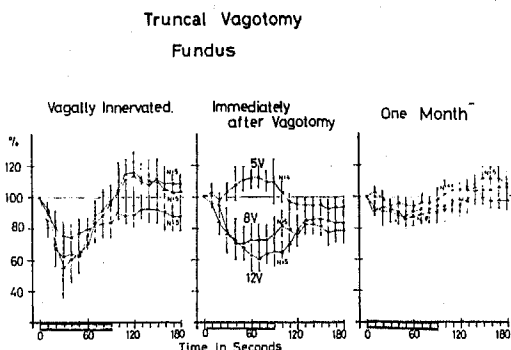 Truncal Vagotomy
Fundus
Vagally Innervated.
Immediately
after Vagotomy
One Month
%
120
100
80
60
40
N.S
N.S
N.S
5V
N.S
8V
N.S
12V
N.S
N.S
0 60 120 180
0 60 120 180
0 60 120 180
Time in Seconds